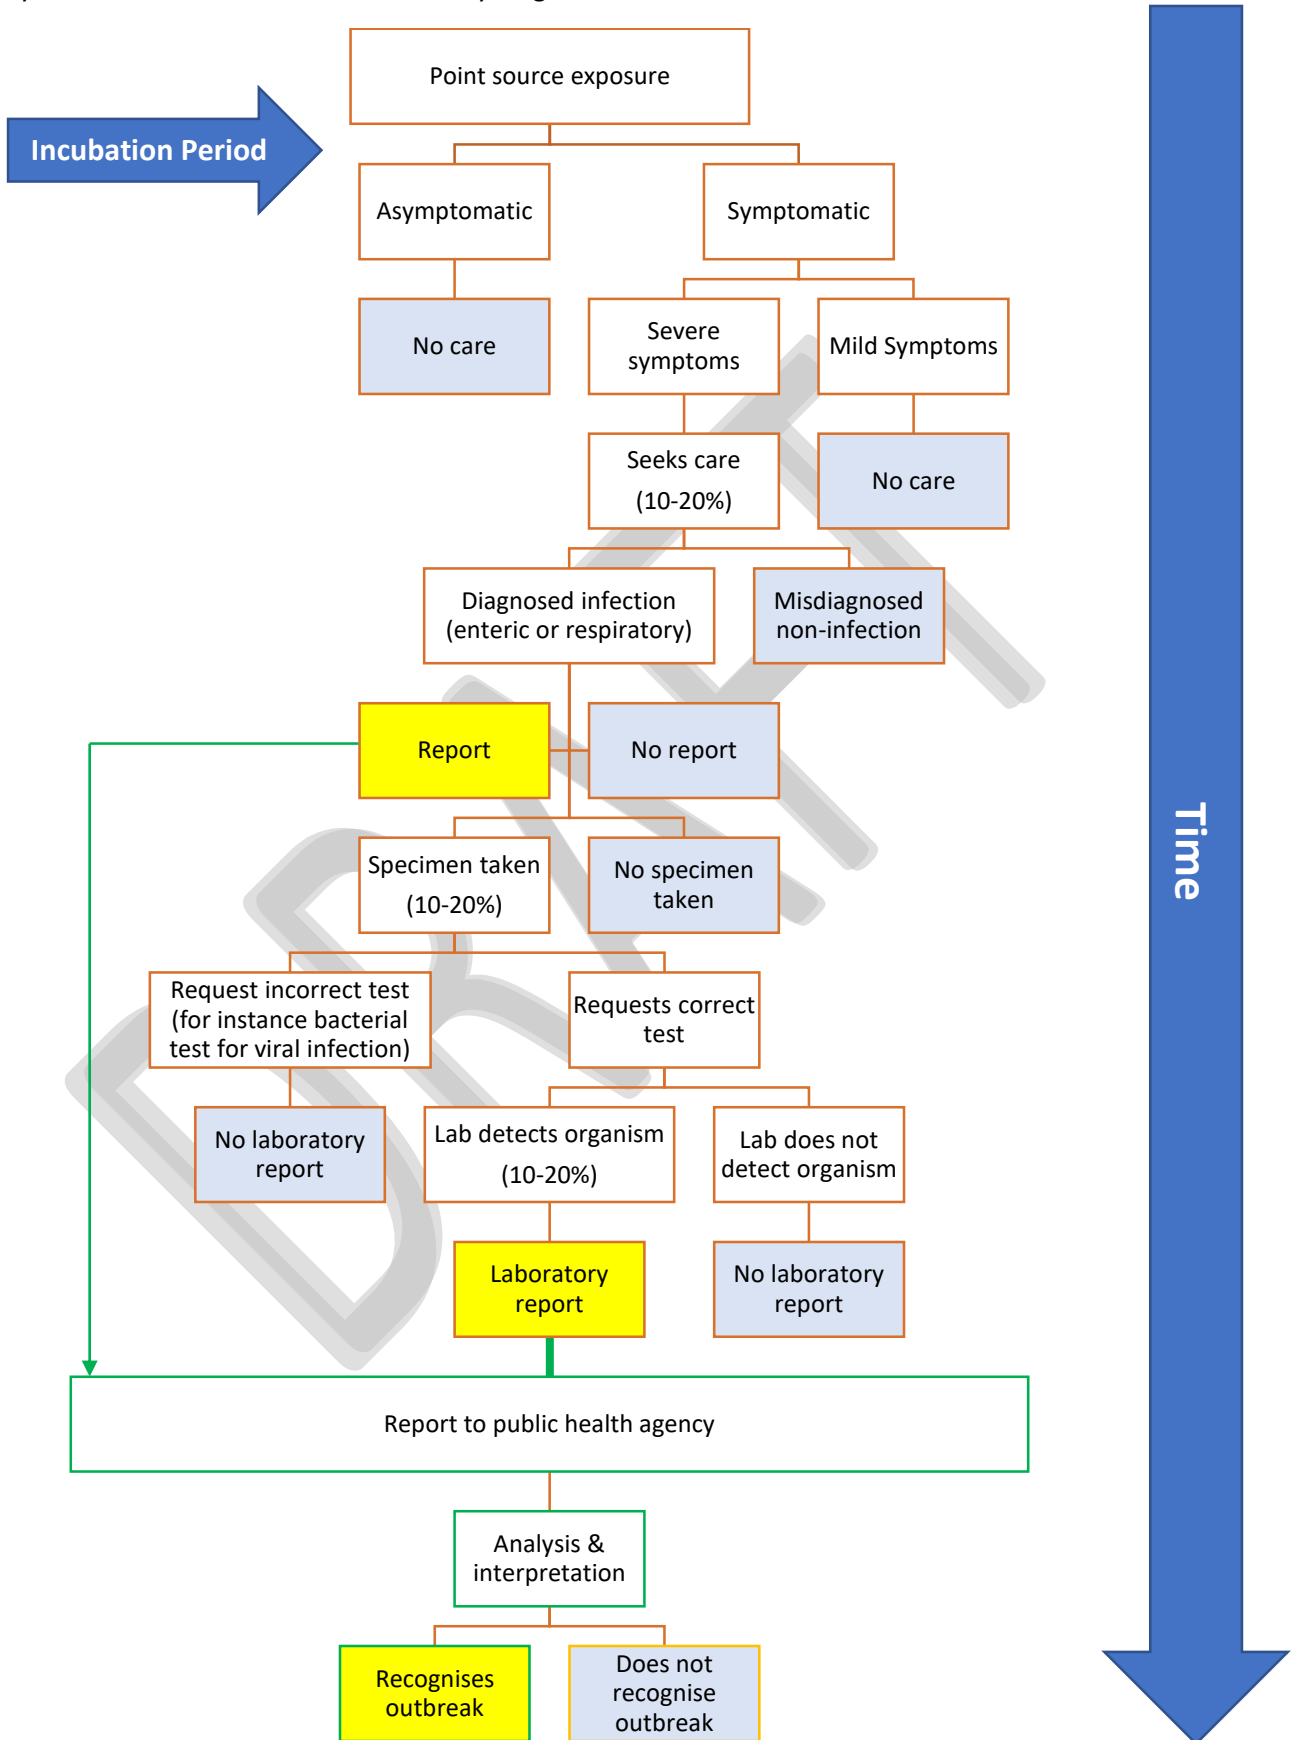 Point source exposure
Incubation Period
Asymptomatic
Symptomatic
No care
Severe
symptoms
Mild Symptoms
Seeks care
(10-20%)
No care
Diagnosed infection
(enteric or respiratory)
Misdiagnosed
non-infection
Report
No report
Specimen taken
(10-20%)
No specimen
taken
Time
Request incorrect test
(for instance bacterial
test for viral infection)
Requests correct
test
No laboratory
report
Lab detects organism
(10-20%)
Lab does not
detect organism
Laboratory
report
No laboratory
report
Report to public health agency
Analysis &
interpretation
Recognises
outbreak
Does not
recognise
outbreak
DRAFT